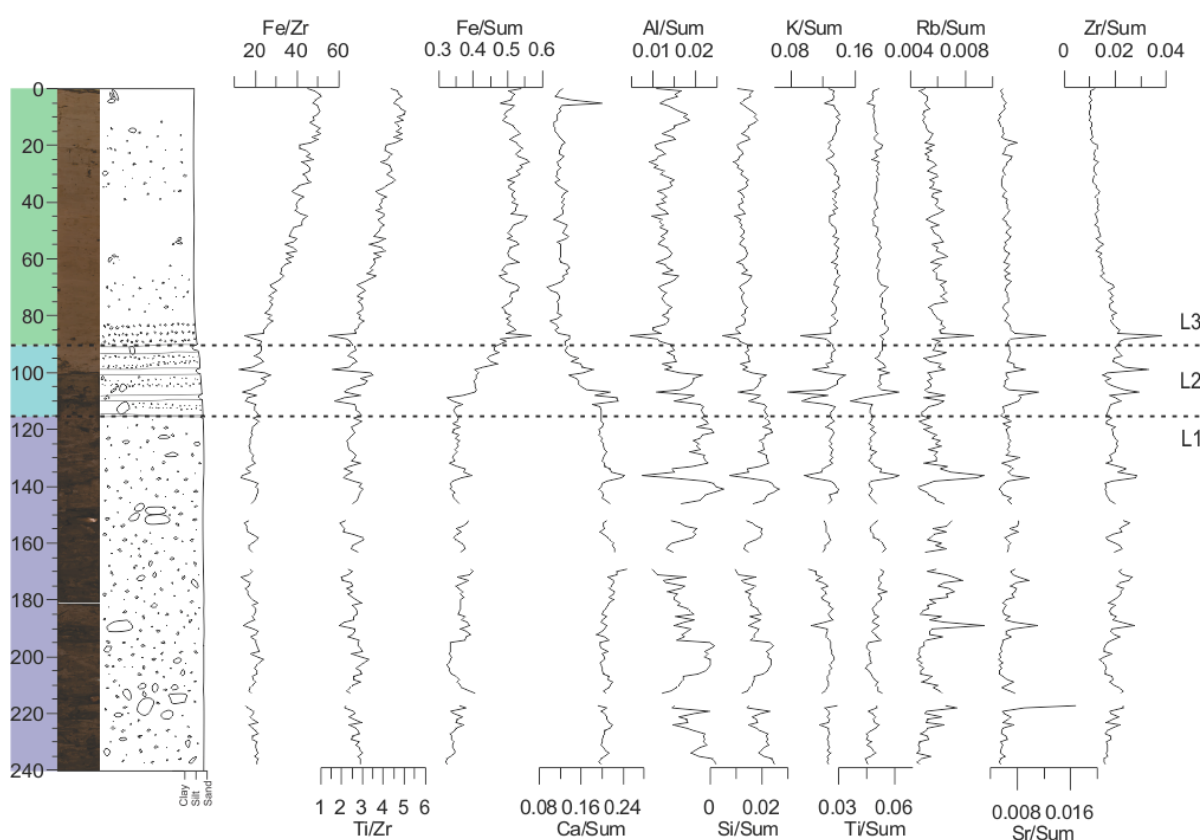 Fe/Zr Fe/Sum Al/Sum K/Sum Rb/Sum Zr/Sum
20 40 60 0.3 0.4 0.5 0.6 0.01 0.02 0.08 0.16 0.004 0.008 0 0.02 0.04
0
20
40
60
80
L3
100
L2
120
L1
140
160
180
200
220
240
Clay
Silt
Sand
1 2 3 4 5 6 0.08 0.16 0.24 0 0.02 0.03 0.06 0.008 0.016
Ti/Zr Ca/Sum Si/Sum Ti/Sum Sr/Sum